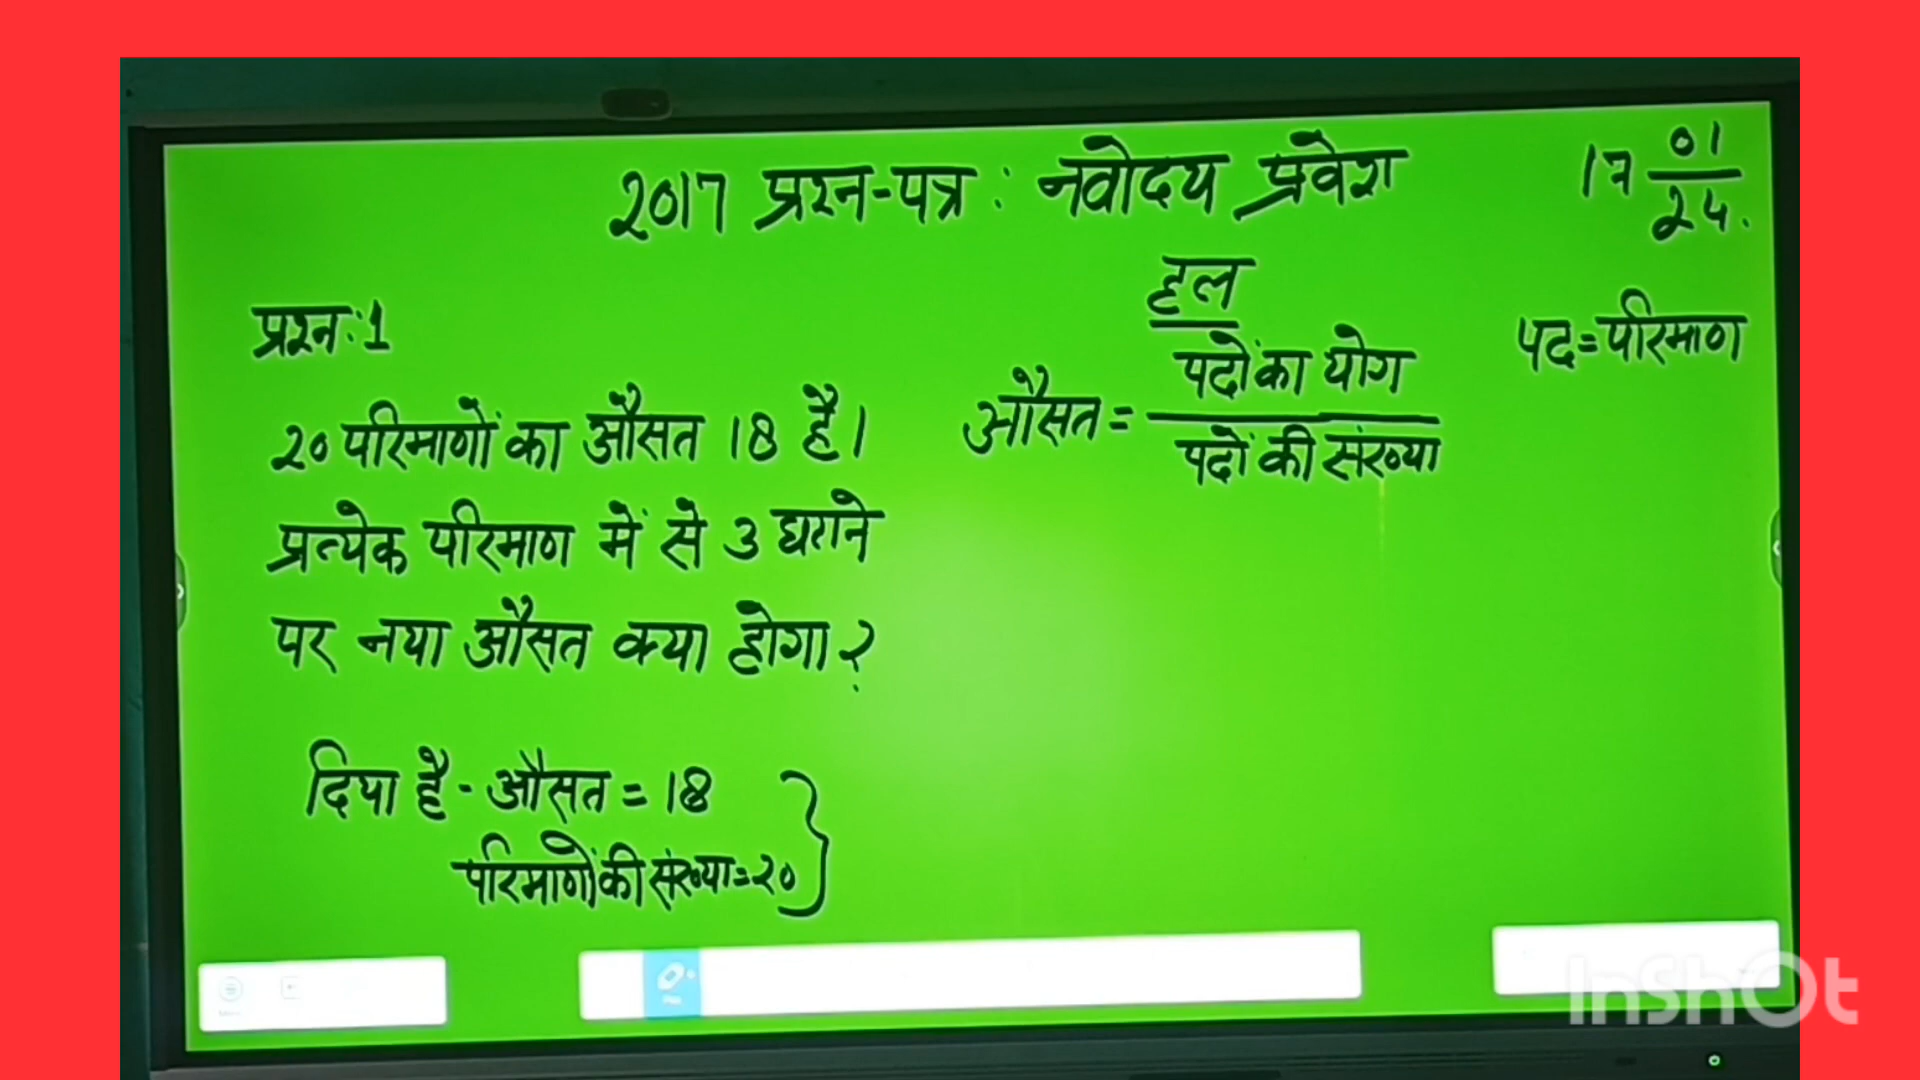 2017 प्रश्न-पत्र : नवोदय प्रवेश
17 01/24.
प्रश्न:1
20 परिमाणों का औसत 18 है।
प्रत्येक परिमाण में से 3 घटाने
पर नया औसत क्या होगा?
दिया है - औसत = 18
परिमाणों की संख्या = 20
हल
औसत = पदों का योग / पदों की संख्या
पद = परिमाण
InShOt